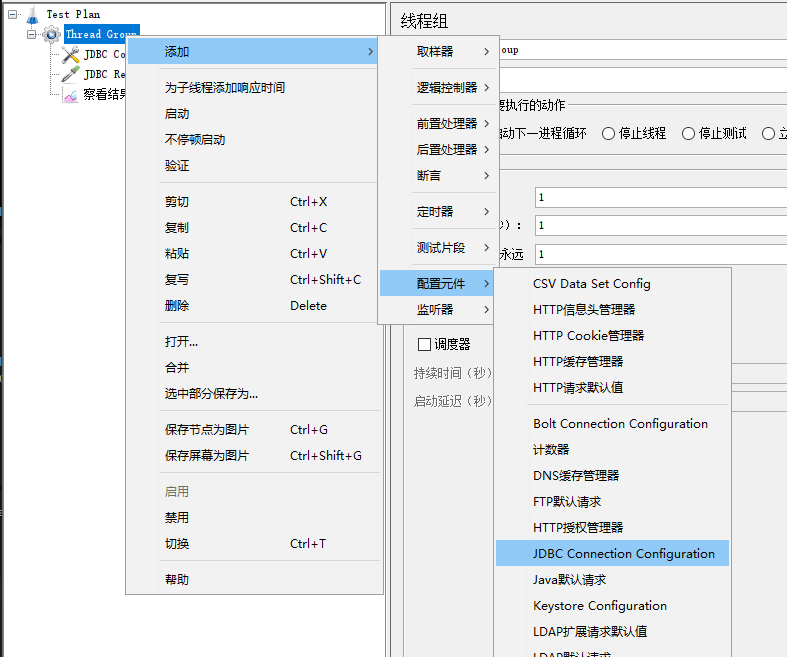 Test Plan
Thread Group
JDBC Co
JDBC Re
察看结果
添加
为子线程添加响应时间
启动
不停顿启动
验证
剪切 Ctrl+X
复制 Ctrl+C
粘贴 Ctrl+V
复写 Ctrl+Shift+C
删除 Delete
打开...
合并
选中部分保存为...
保存节点为图片 Ctrl+G
保存屏幕为图片 Ctrl+Shift+G
启用
禁用
切换 Ctrl+T
帮助
取样器
逻辑控制器
前置处理器
后置处理器
断言
定时器
测试片段
配置元件
监听器
CSV Data Set Config
HTTP信息头管理器
HTTP Cookie管理器
HTTP缓存管理器
HTTP请求默认值
Bolt Connection Configuration
计数器
DNS缓存管理器
FTP默认请求
HTTP授权管理器
JDBC Connection Configuration
Java默认请求
Keystore Configuration
LDAP扩展请求默认值
LDAP默认请求
线程组
oup
要执行的动作
动下一进程循环 停止线程 停止测试 立
1
）： 1
永远 1
调度器
持续时间（秒）
启动延迟（秒）